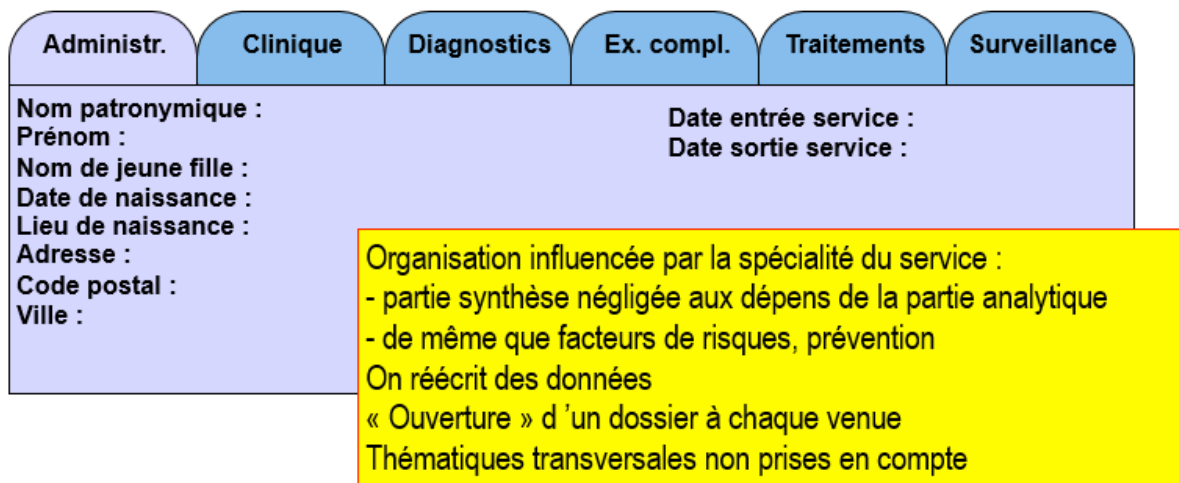 Administr. Clinique Diagnostics Ex. compl. Traitements Surveillance
Nom patronymique :
Prénom :
Nom de jeune fille :
Date de naissance :
Lieu de naissance :
Adresse :
Code postal :
Ville :
Date entrée service :
Date sortie service :
Organisation influencée par la spécialité du service :
- partie synthèse négligée aux dépens de la partie analytique
- de même que facteurs de risques, prévention
On réécrit des données
« Ouverture » d ’un dossier à chaque venue
Thématiques transversales non prises en compte